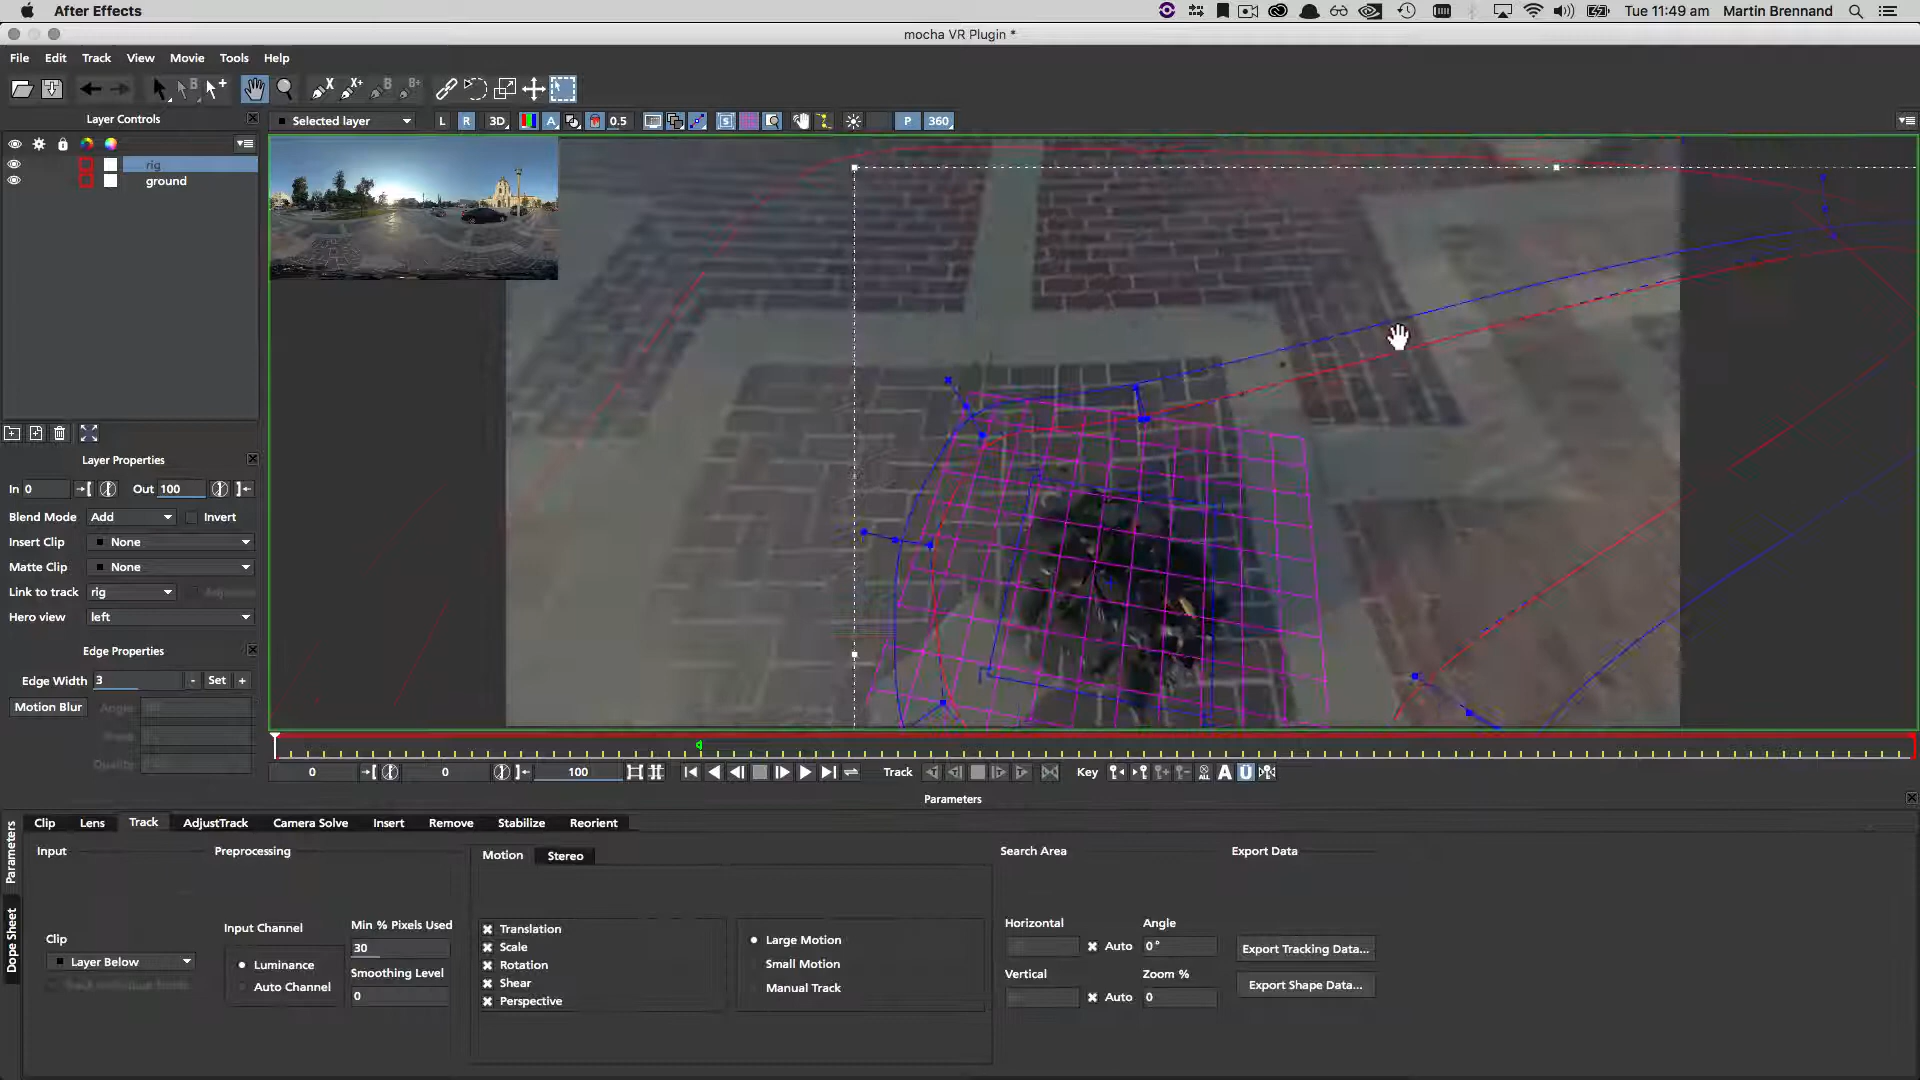 After Effects
Tue 11:49 am Martin Brennand
mocha VR Plugin *
File Edit Track View Movie Tools Help
X X+ B B+
Layer Controls
Selected layer L R 3D A 0.5 S P 360
rig
ground
Layer Properties
In 0 Out 100
Blend Mode Add Invert
Insert Clip None
Matte Clip None
Link to track rig
Hero view left
Edge Properties
Edge Width 3 - Set +
Motion Blur Angle
Quality
0 0 100 Track Key All A Ü
Parameters
Parameters
Dope Sheet
Clip Lens Track AdjustTrack Camera Solve Insert Remove Stabilize Reorient
Input Preprocessing Motion Stereo Search Area Export Data
Clip
Layer Below
Input Channel
Luminance
Auto Channel
Min % Pixels Used
30
Smoothing Level
0
Translation
Scale
Rotation
Shear
Perspective
Large Motion
Small Motion
Manual Track
Horizontal Angle
Auto 0°
Vertical Zoom %
Auto 0
Export Tracking Data...
Export Shape Data...